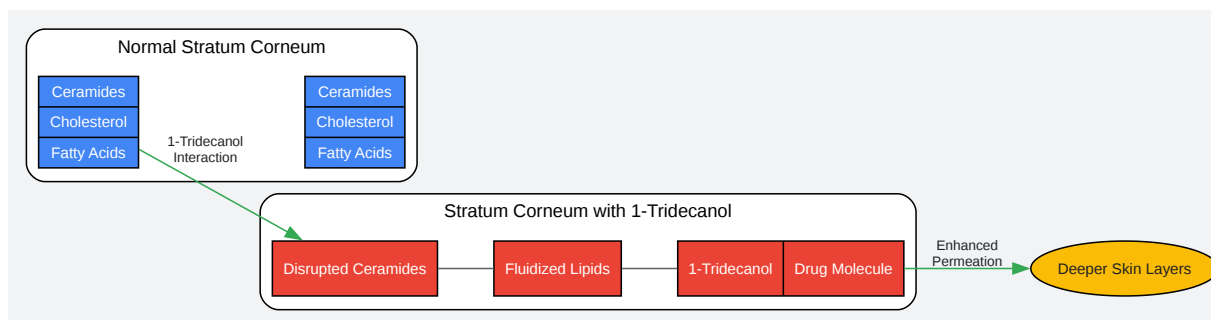 Normal Stratum Corneum
Ceramides
Cholesterol
Fatty Acids
Ceramides
Cholesterol
Fatty Acids
1-Tridecanol
Interaction
Stratum Corneum with 1-Tridecanol
Disrupted Ceramides
Fluidized Lipids
1-Tridecanol
Drug Molecule
Enhanced
Permeation
Deeper Skin Layers